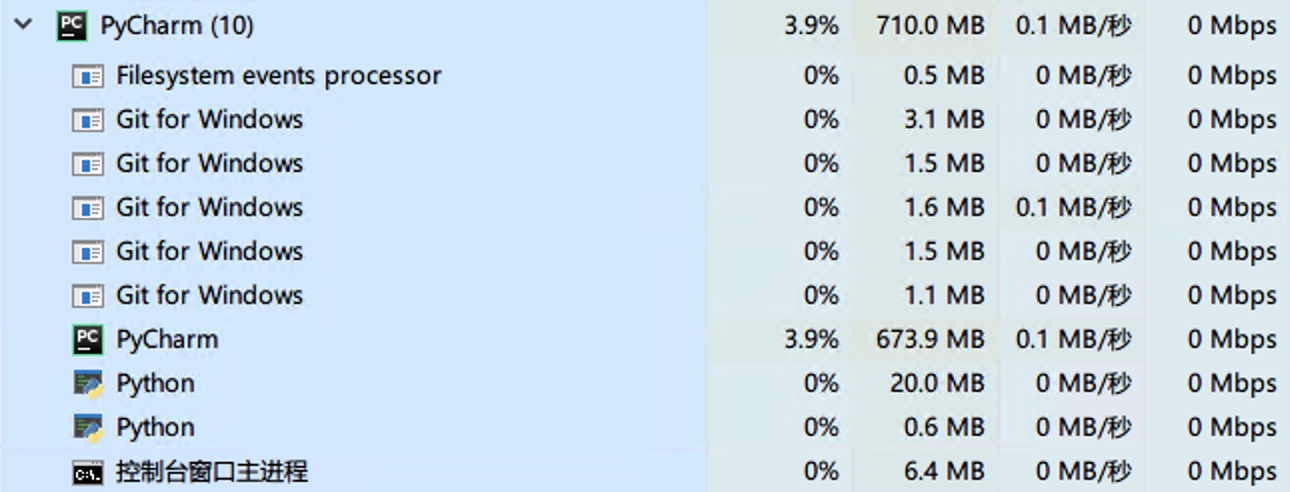 PyCharm (10) 3.9% 710.0 MB 0.1 MB/秒 0 Mbps
Filesystem events processor 0% 0.5 MB 0 MB/秒 0 Mbps
Git for Windows 0% 3.1 MB 0 MB/秒 0 Mbps
Git for Windows 0% 1.5 MB 0 MB/秒 0 Mbps
Git for Windows 0% 1.6 MB 0.1 MB/秒 0 Mbps
Git for Windows 0% 1.5 MB 0 MB/秒 0 Mbps
Git for Windows 0% 1.1 MB 0 MB/秒 0 Mbps
PyCharm 3.9% 673.9 MB 0.1 MB/秒 0 Mbps
Python 0% 20.0 MB 0 MB/秒 0 Mbps
Python 0% 0.6 MB 0 MB/秒 0 Mbps
控制台窗口主进程 0% 6.4 MB 0 MB/秒 0 Mbps